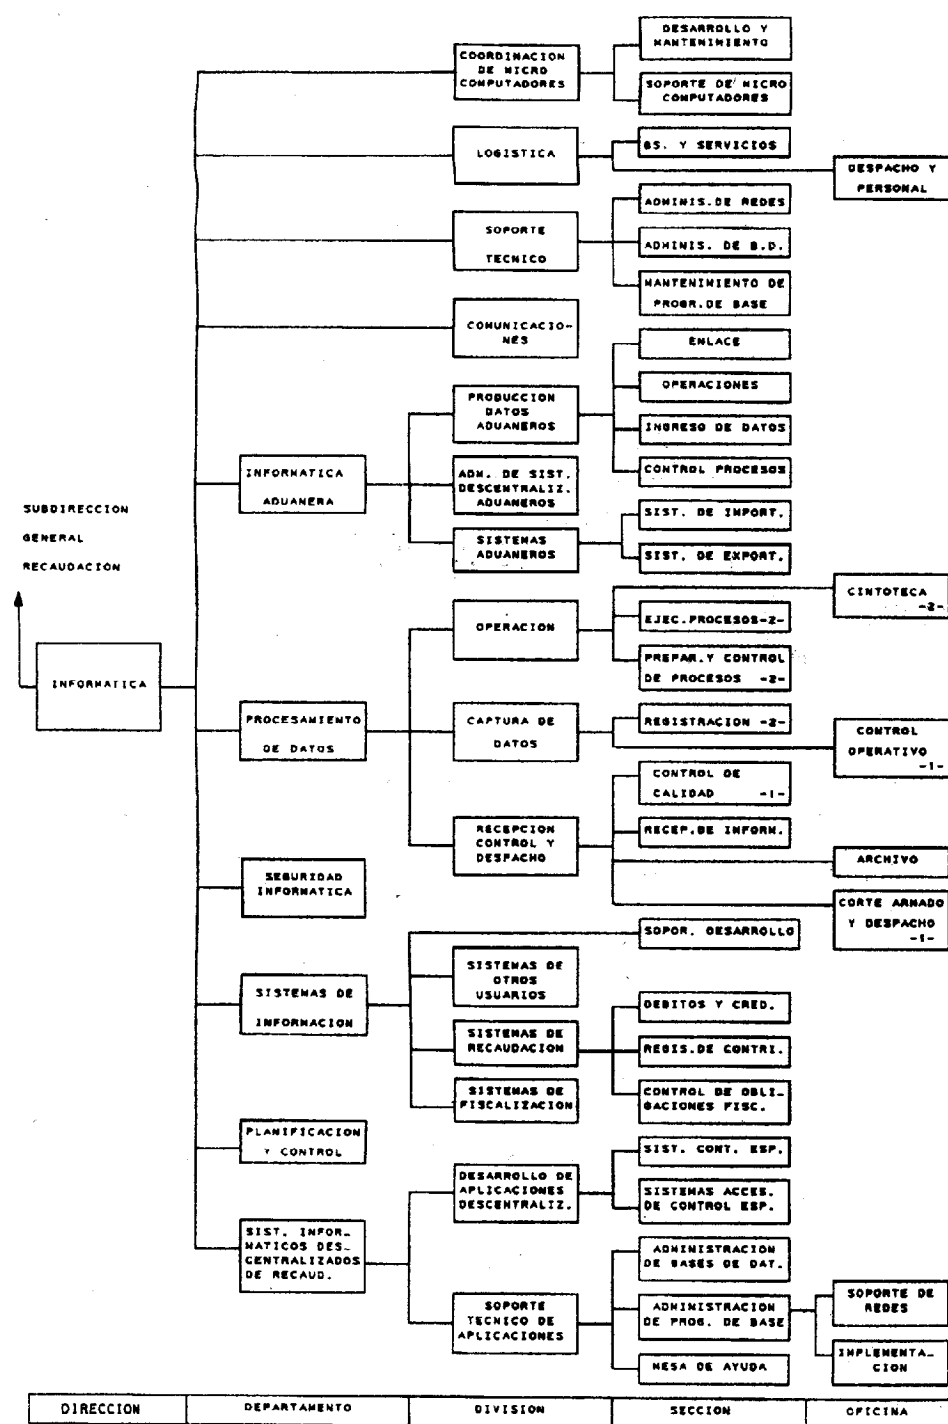 DESARROLLO Y
MANTENIMIENTO
COORDINACION
DE MICRO
COMPUTADORES
SOPORTE DE MICRO
COMPUTADORES
LOGISTICA
BS. Y SERVICIOS
DESPACHO Y
PERSONAL
ADMINIS.DE REDES
SOPORTE
TECNICO
ADMINIS. DE B.D.
MANTENIMIENTO DE
PROGR.DE BASE
COMUNICACIO-
NES
ENLACE
PRODUCCION
DATOS
ADUANEROS
OPERACIONES
INGRESO DE DATOS
CONTROL PROCESOS
INFORMATICA
ADUANERA
ADM. DE SIST.
DESCENTRALIZ.
ADUANEROS
SISTEMAS
ADUANEROS
SIST. DE IMPORT.
SIST. DE EXPORT.
SUBDIRECCION
GENERAL
RECAUDACION
INFORMATICA
OPERACION
CINTOTECA
-2-
EJEC.PROCESOS-2-
PREPAR.Y CONTROL
DE PROCESOS -2-
PROCESAMIENTO
DE DATOS
CAPTURA DE
DATOS
REGISTRACION -2-
CONTROL
OPERATIVO
-1-
CONTROL DE
CALIDAD -1-
RECEPCION
CONTROL Y
DESPACHO
RECEP.DE INFORM.
ARCHIVO
CORTE ARMADO
Y DESPACHO
-1-
SEGURIDAD
INFORMATICA
SOPOR. DESARROLLO
SISTEMAS DE
INFORMACION
SISTEMAS DE
OTROS
USUARIOS
SISTEMAS DE
RECAUDACION
DEBITOS Y CRED.
REGIS.DE CONTRI.
CONTROL DE OBLI-
GACIONES FISC.
SISTEMAS DE
FISCALIZACION
PLANIFICACION
Y CONTROL
DESARROLLO DE
APLICACIONES
DESCENTRALIZ.
SIST. CONT. ESP.
SISTEMAS ACCES.
DE CONTROL ESP.
SIST. INFOR_
MATICOS DES_
CENTRALIZADOS
DE RECAUD.
ADMINISTRACION
DE BASES DE DAT.
SOPORTE
TECNICO DE
APLICACIONES
ADMINISTRACION
DE PROG. DE BASE
SOPORTE DE
REDES
IMPLEMENTA_
CION
MESA DE AYUDA
DIRECCION DEPARTAMENTO DIVISION SECCION OFICINA